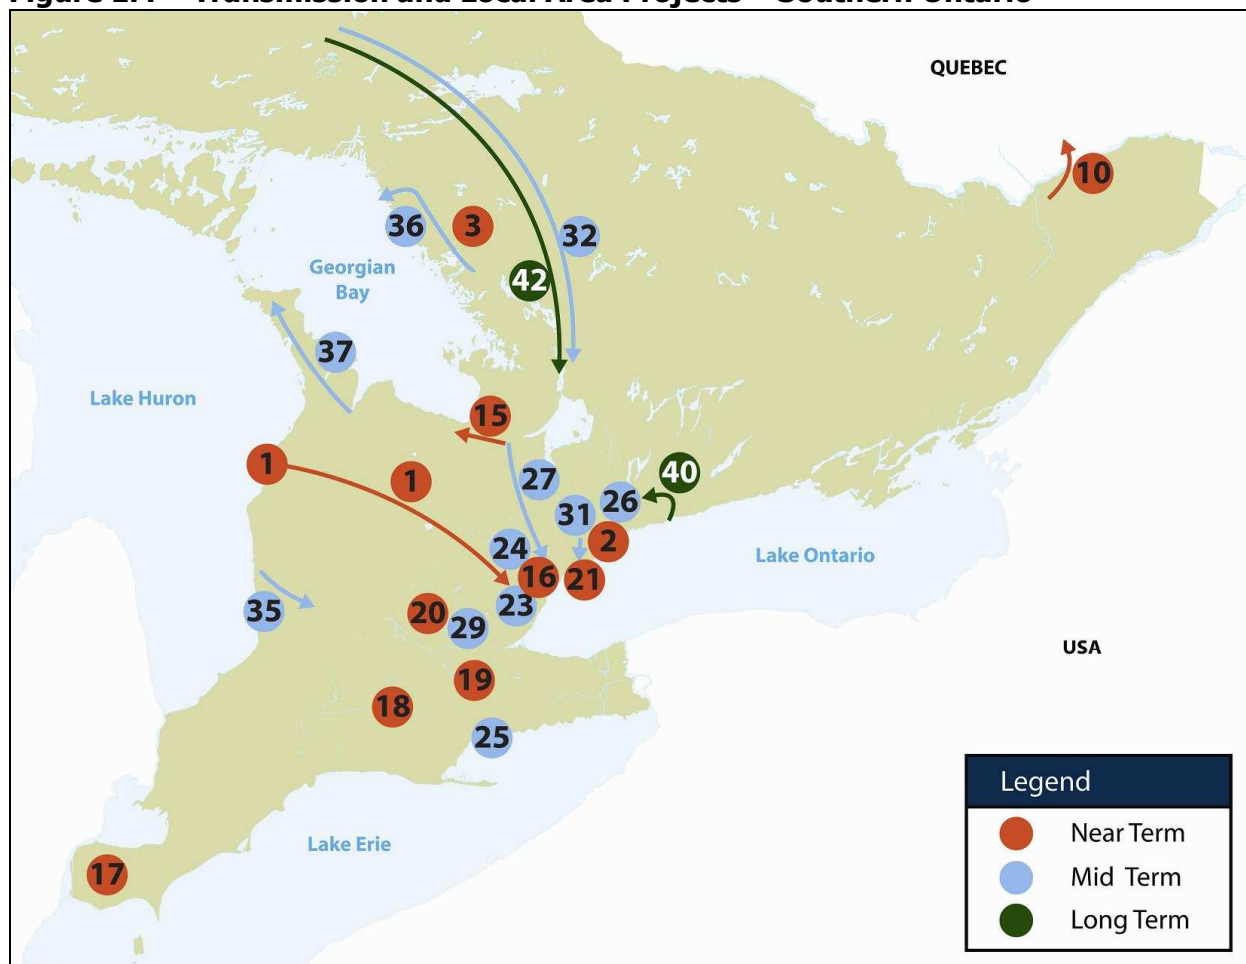 QUEBEC
10
36
3
32
Georgian
Bay
42
37
Lake Huron
15
1
1
27
40
26
31
24
2
Lake Ontario
16
21
35
20
23
29
USA
19
18
25
Legend
Near Term
Lake Erie
17
Mid Term
Long Term